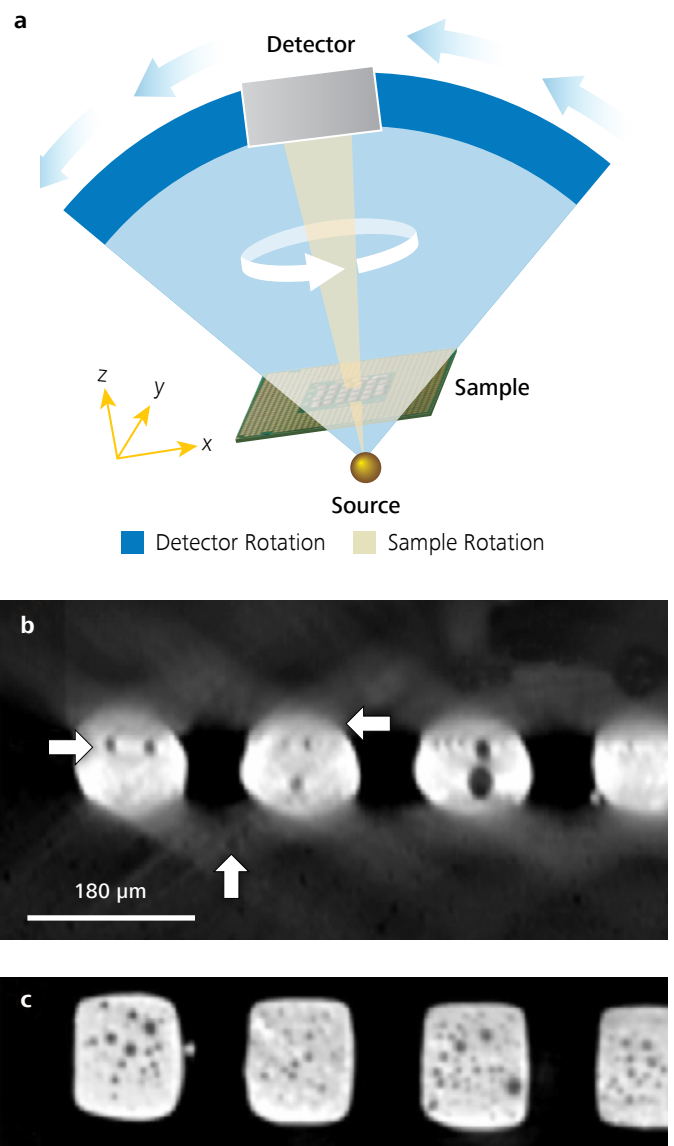 a
Detector
z
y
x
Sample
Source
Detector Rotation
Sample Rotation
b
180 µm
c